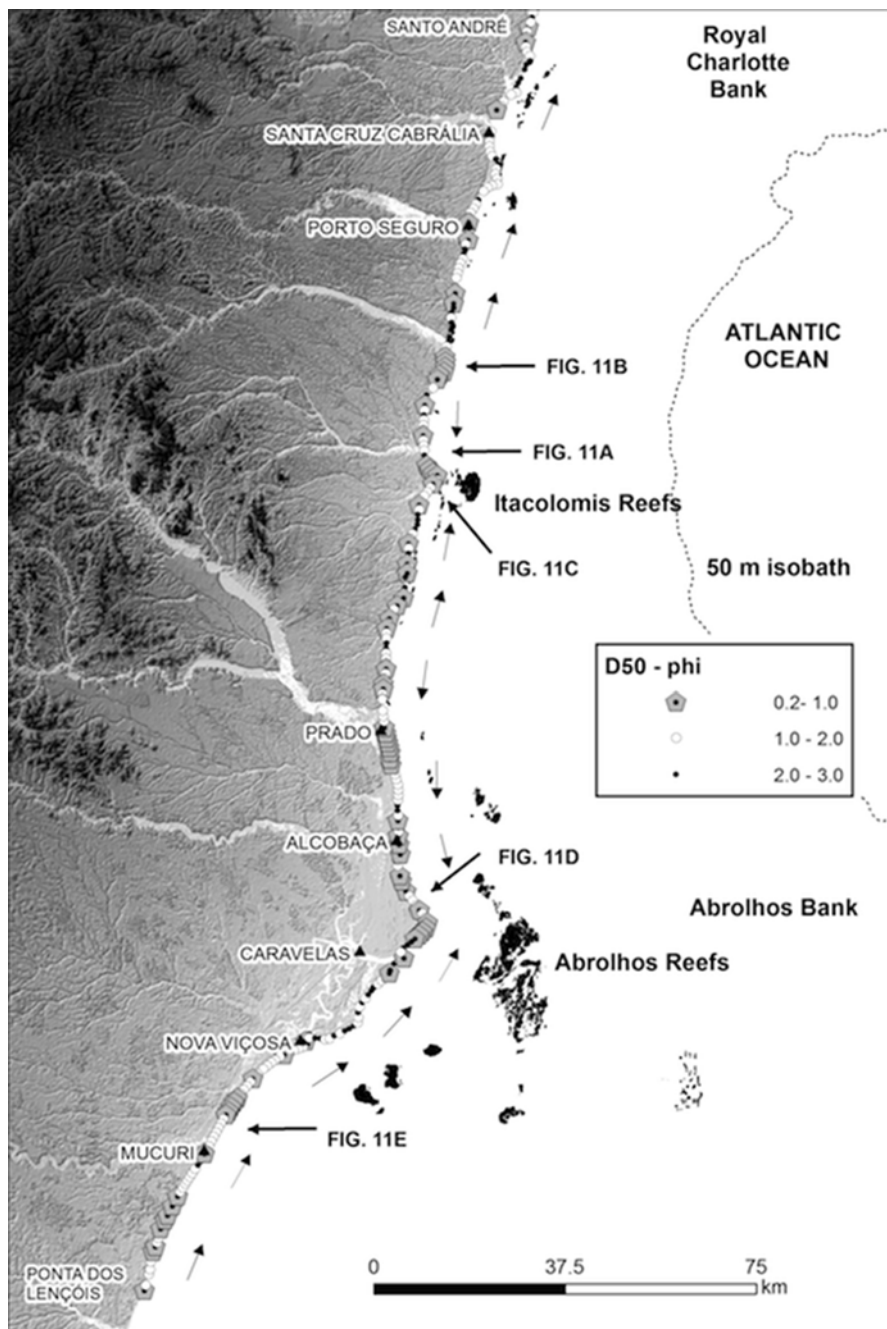 SANTO ANDRÉ
Royal
Charlotte
Bank
SANTA CRUZ CABRÁLIA
PORTO SEGURO
ATLANTIC
OCEAN
FIG. 11B
FIG. 11A
Itacolomis Reefs
FIG. 11C
50 m isobath
D50 - phi
0.2- 1.0
1.0 - 2.0
2.0 - 3.0
PRADO
ALCOBAÇA
FIG. 11D
Abrolhos Bank
CARAVELAS
Abrolhos Reefs
NOVA VIÇOSA
FIG. 11E
MUCURI
PONTA DOS
LENÇÓIS
0 37.5 75
km